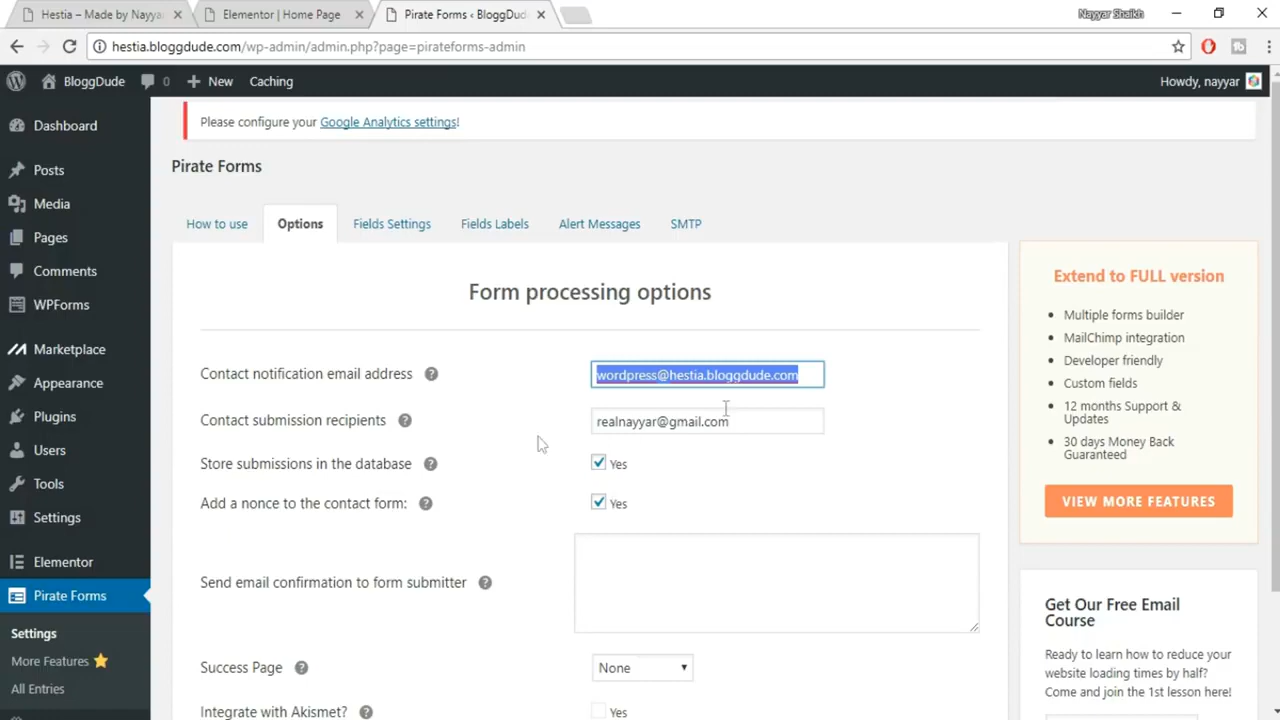 Hestia – Made by Nayya
Elementor | Home Page
Pirate Forms ‹ BloggDud
Nayyar Shaikh
hestia.bloggdude.com/wp-admin/admin.php?page=pirateforms-admin
BloggDude
0
New
Caching
Howdy, nayyar
Dashboard
Posts
Media
Pages
Comments
WPForms
Marketplace
Appearance
Plugins
Users
Tools
Settings
Elementor
Pirate Forms
Settings
More Features
All Entries
Please configure your Google Analytics settings!
Pirate Forms
How to use
Options
Fields Settings
Fields Labels
Alert Messages
SMTP
Form processing options
Contact notification email address ?
wordpress@hestia.bloggdude.com
Contact submission recipients ?
realnayyar@gmail.com
Store submissions in the database ?
Yes
Add a nonce to the contact form: ?
Yes
Send email confirmation to form submitter ?
Success Page ?
None
Integrate with Akismet? ?
Yes
Extend to FULL version
Multiple forms builder
MailChimp integration
Developer friendly
Custom fields
12 months Support &
Updates
30 days Money Back
Guaranteed
VIEW MORE FEATURES
Get Our Free Email
Course
Ready to learn how to reduce your
website loading times by half?
Come and join the 1st lesson here!